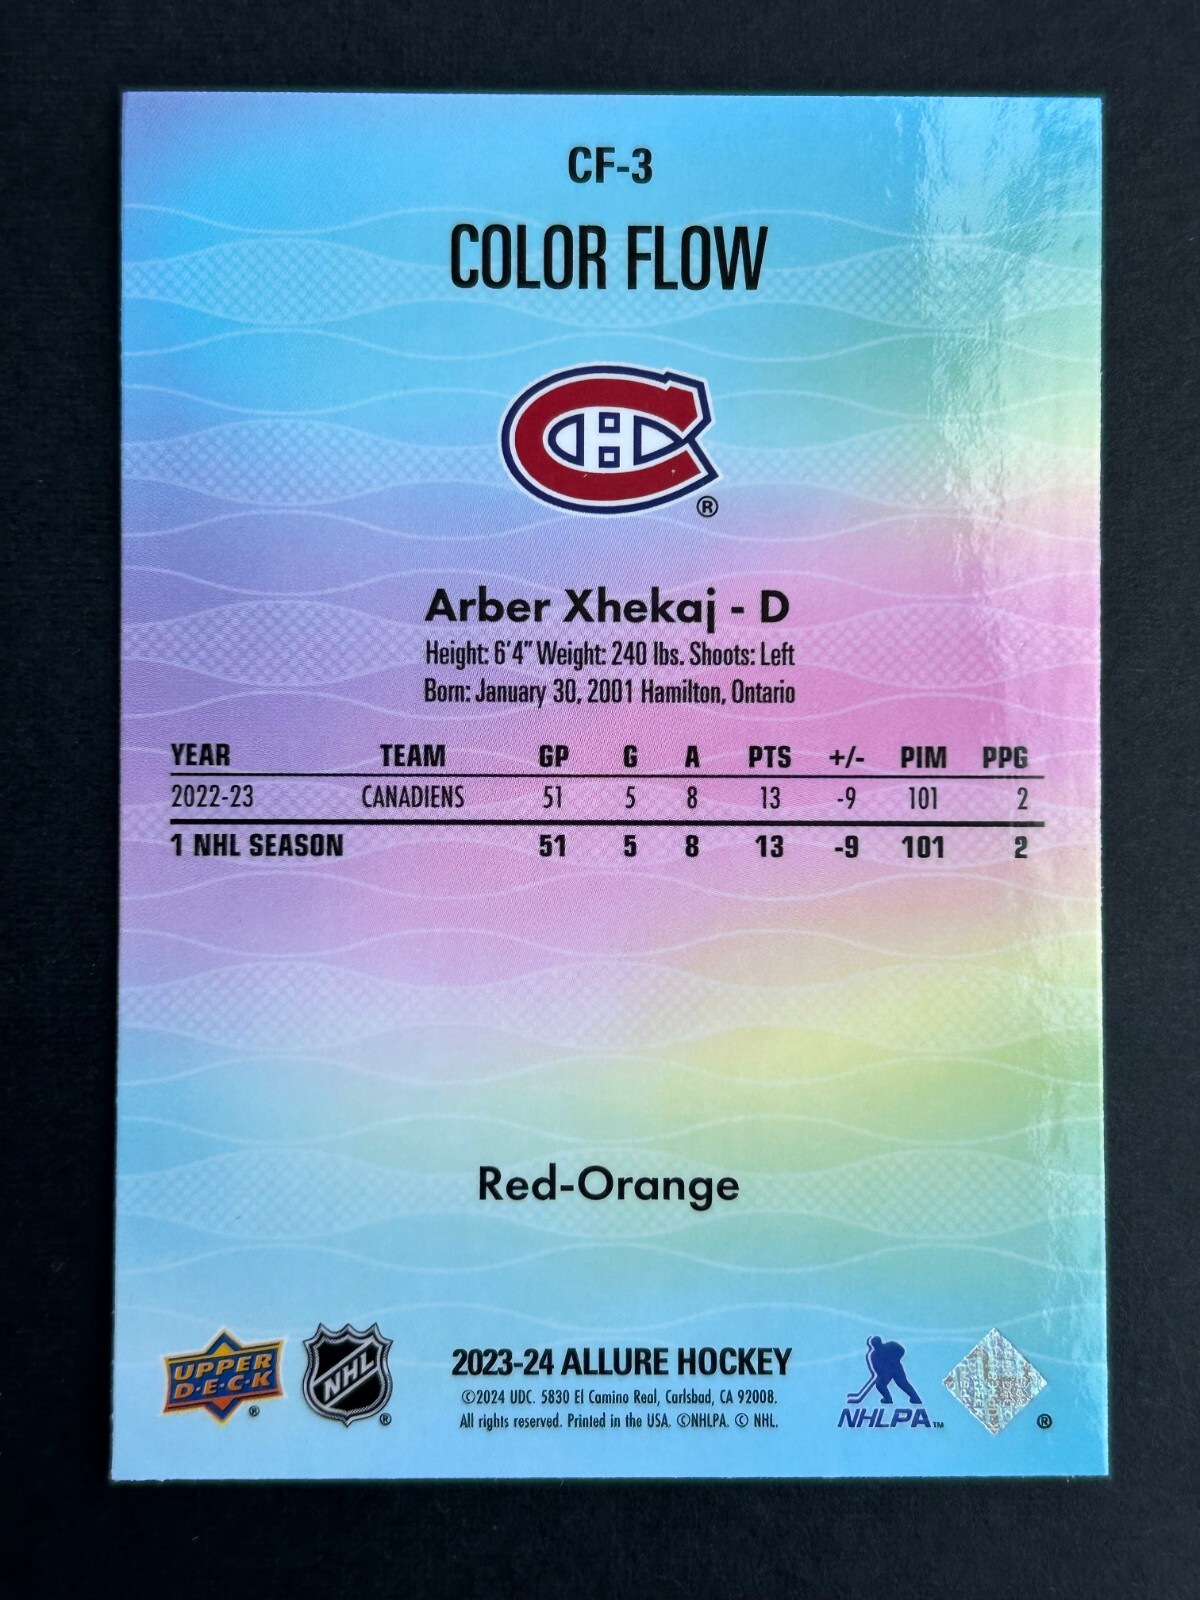 CF-3
COLOR FLOW
®
Arber Xhekaj - D
Height: 6'4" Weight: 240 lbs. Shoots: Left
Born: January 30, 2001 Hamilton, Ontario
YEAR TEAM GP G A PTS +/- PIM PPG
2022-23 CANADIENS 51 5 8 13 -9 101 2
1 NHL SEASON 51 5 8 13 -9 101 2
Red-Orange
UPPER
D·E·C·K
®
NHL
®
2023-24 ALLURE HOCKEY
©2024 UDC. 5830 El Camino Real, Carlsbad, CA 92008.
All rights reserved. Printed in the USA. ©NHLPA. © NHL.
NHLPA™
®